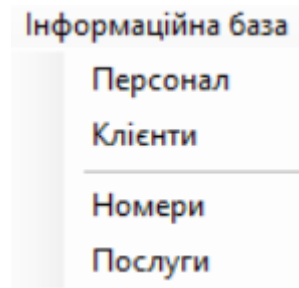 Інформаційна база
Персонал
Клієнти
Номери
Послуги